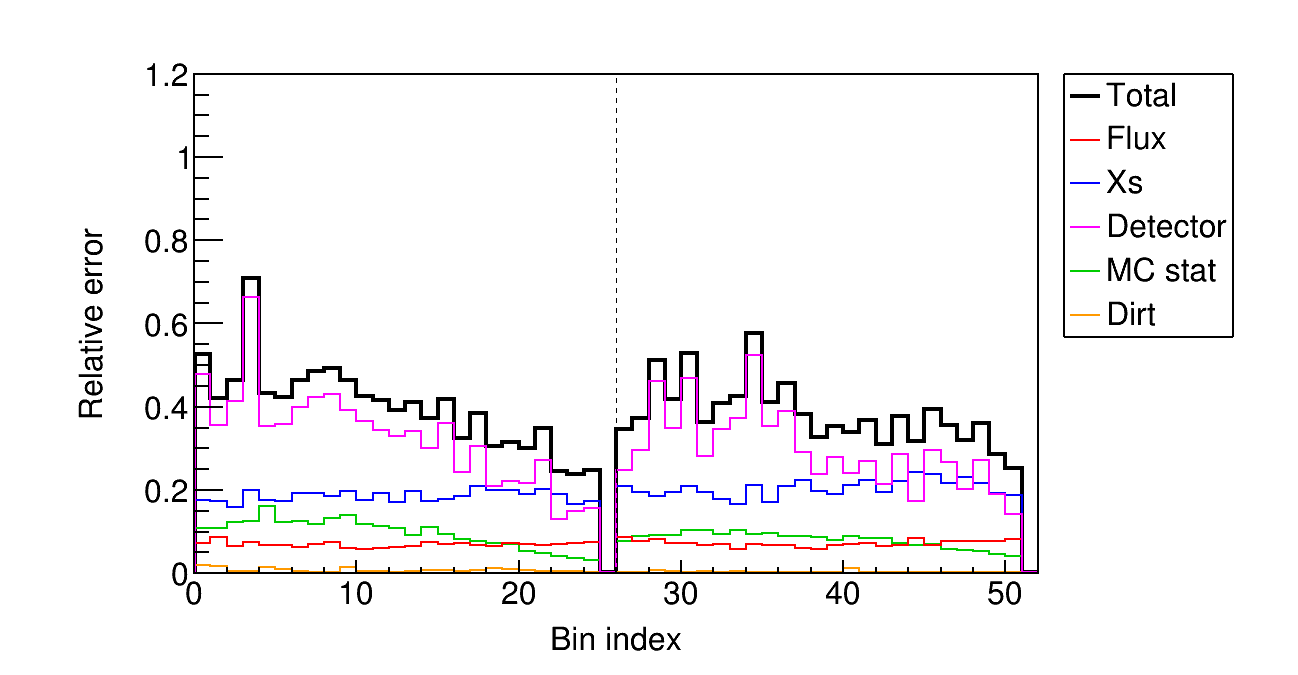 1.2
1
0.8
0.6
0.4
0.2
0
Relative error
0 10 20 30 40 50
Bin index
Total
Flux
Xs
Detector
MC stat
Dirt